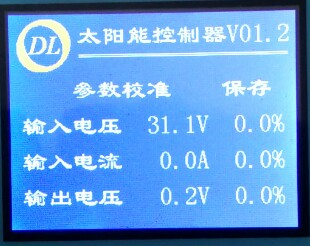 DL 太阳能控制器V01.2
参数校准 保存
输入电压 31.1V 0.0%
输入电流 0.0A 0.0%
输出电压 0.2V 0.0%